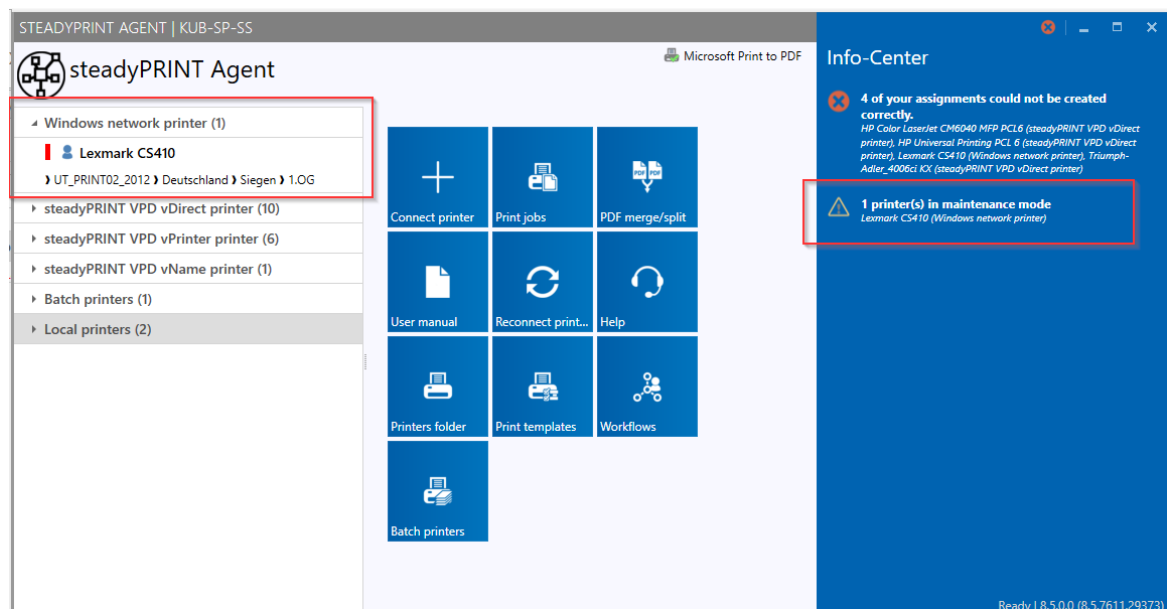 STEADYPRINT AGENT | KUB-SP-SS
steadyPRINT Agent
Microsoft Print to PDF
Windows network printer (1)
Lexmark CS410
UT_PRINT02_2012 Deutschland Siegen 1.OG
steadyPRINT VPD vDirect printer (10)
steadyPRINT VPD vPrinter printer (6)
steadyPRINT VPD vName printer (1)
Batch printers (1)
Local printers (2)
Connect printer
Print jobs
PDF PDF
PDF merge/split
User manual
Reconnect print...
Help
Printers folder
Print templates
Workflows
Batch printers
Info-Center
4 of your assignments could not be created
correctly.
HP Color LaserJet CM6040 MFP PCL6 (steadyPRINT VPD vDirect
printer), HP Universal Printing PCL 6 (steadyPRINT VPD vDirect
printer), Lexmark CS410 (Windows network printer), Triumph-
Adler_4006ci KX (steadyPRINT VPD vDirect printer)
1 printer(s) in maintenance mode
Lexmark CS410 (Windows network printer)
Ready | 8.5.0.0 (8.5.7611.29373)